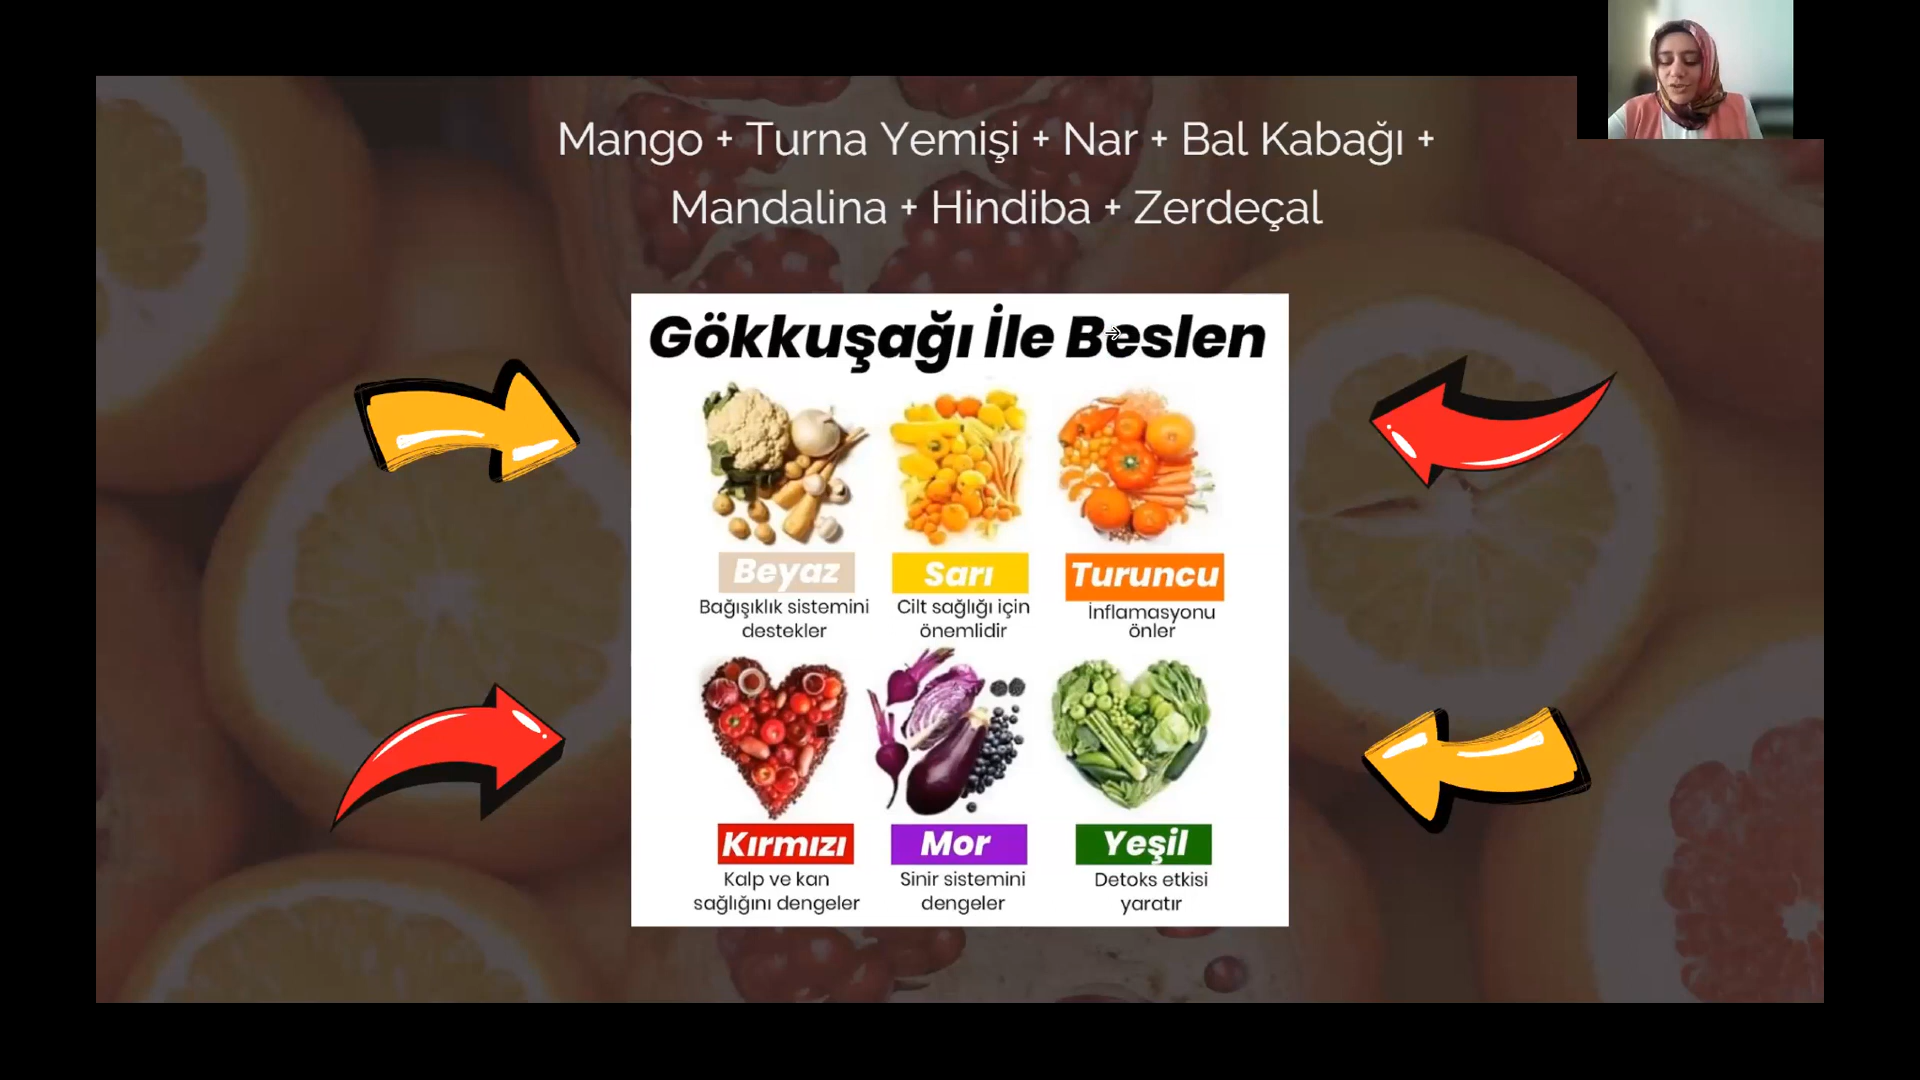 Mango + Turna Yemişi + Nar + Bal Kabağı +
Mandalina + Hindiba + Zerdeçal
Gökkuşağı İle Beslen
Beyaz
Bağışıklık sistemini
destekler
Sarı
Cilt sağlığı için
önemlidir
Turuncu
İnflamasyonu
önler
Kırmızı
Kalp ve kan
sağlığını dengeler
Mor
Sinir sistemini
dengeler
Yeşil
Detoks etkisi
yaratır